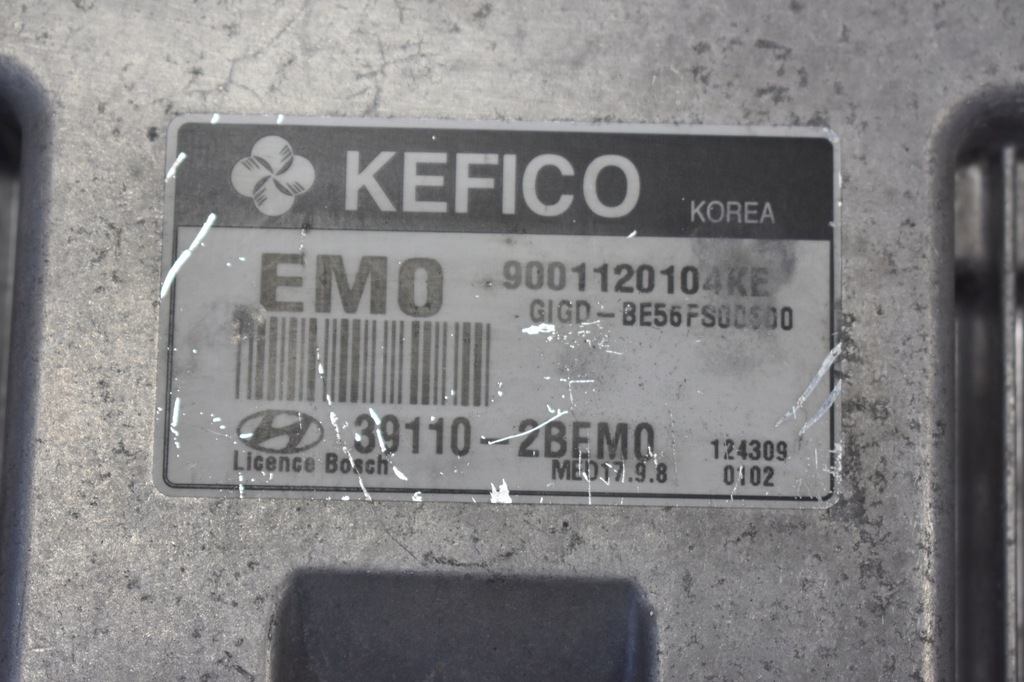 KEFICO KOREA
EM0 9001120104KE
GIGD-BE56FS00500
39110-2BEM0 124309
Licence Bosch MED17.9.8 0102